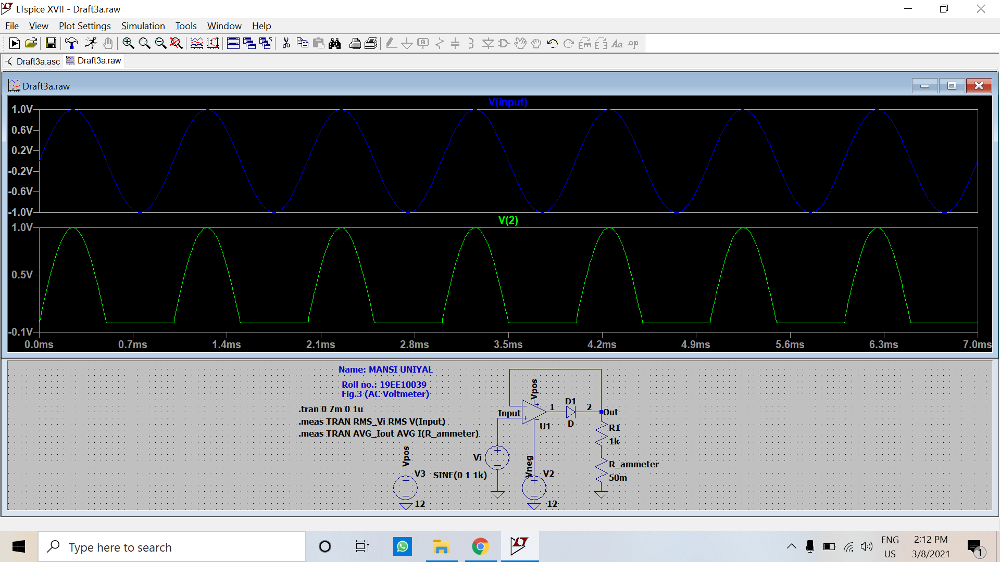 LTspice XVII - Draft3a.raw
File View Plot Settings Simulation Tools Window Help
Draft3a.asc Draft3a.raw
Draft3a.raw
V(input)
1.0V
0.6V
0.2V
-0.2V
-0.6V
-1.0V
V(2)
1.0V
0.5V
-0.1V
0.0ms 0.7ms 1.4ms 2.1ms 2.8ms 3.5ms 4.2ms 4.9ms 5.6ms 6.3ms 7.0ms
Name: MANSI UNIYAL
Roll no.: 19EE10039
Fig.3 (AC Voltmeter)
.tran 0 7m 0 1u
.meas TRAN RMS_Vi RMS V(Input)
.meas TRAN AVG_Iout AVG I(R_ammeter)
Vpos
V3
12
Vi
SINE(0 1 1k)
Input
Vpos
U1
1
D1
D
2
Out
R1
1k
R_ammeter
50m
Vneg
V2
-12
Type here to search
ENG
US
2:12 PM
3/8/2021
1